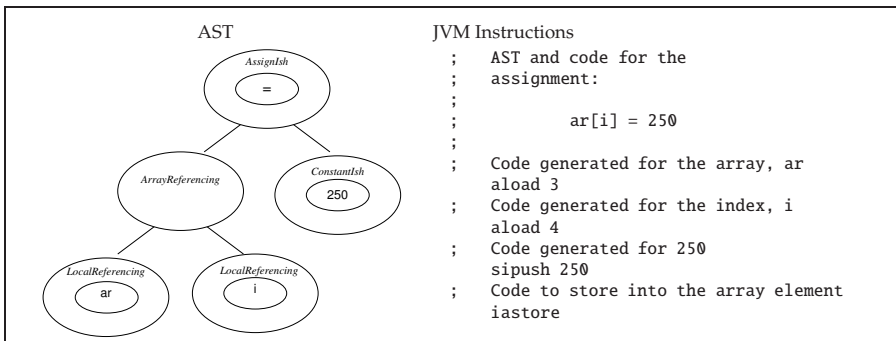 AST
AssignIsh
=
ArrayReferencing
ConstantIsh
250
LocalReferencing
ar
LocalReferencing
i
JVM Instructions
; AST and code for the
; assignment:
;
; ar[i] = 250
;
; Code generated for the array, ar
aload 3
; Code generated for the index, i
aload 4
; Code generated for 250
sipush 250
; Code to store into the array element
iastore